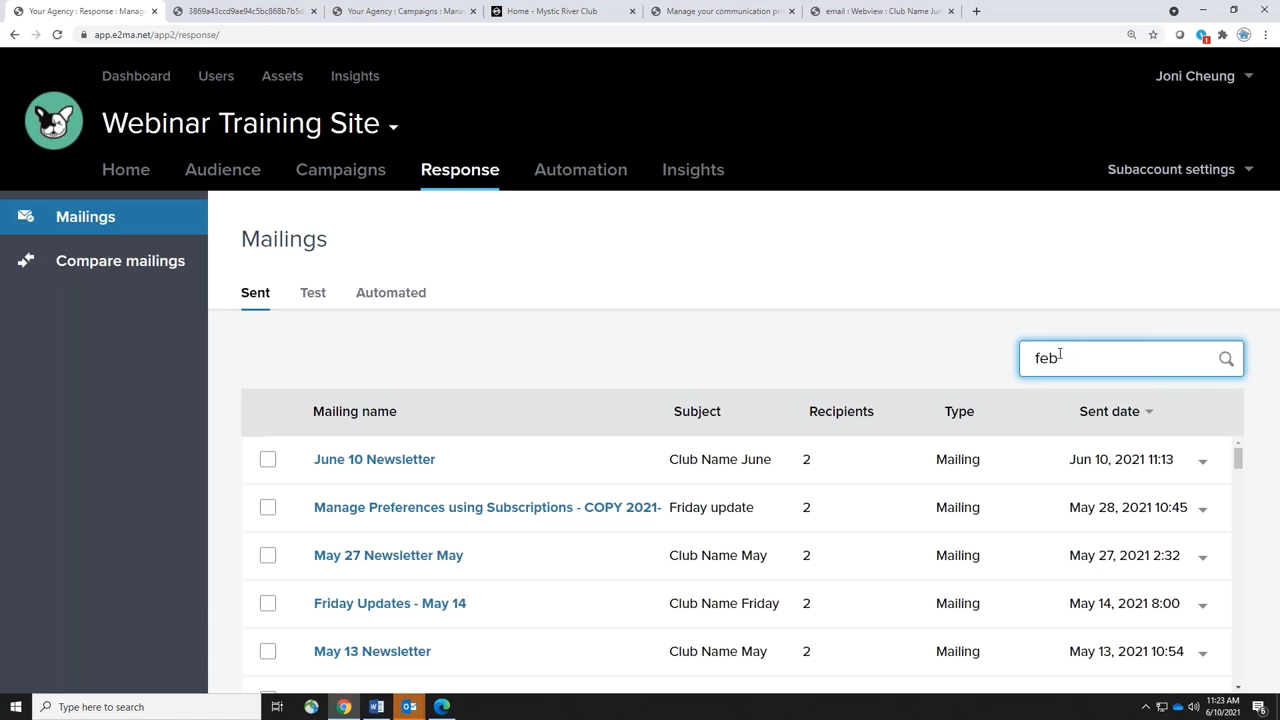 Your Agency : Response : Manage
3869a43ccd9ae94c5bc868b7b5d
Your Agency : Campaigns : Mana
Home - Mystic River Club
Manage your communication pr
email : Webview : Club Name Jun
app.e2ma.net/app2/response/
1
Dashboard
Users
Assets
Insights
Joni Cheung
Webinar Training Site
Home
Audience
Campaigns
Response
Automation
Insights
Subaccount settings
Mailings
Compare mailings
Mailings
Sent
Test
Automated
feb
Mailing name Subject Recipients Type Sent date
June 10 Newsletter Club Name June 2 Mailing Jun 10, 2021 11:13
Manage Preferences using Subscriptions - COPY 2021- Friday update 2 Mailing May 28, 2021 10:45
May 27 Newsletter May Club Name May 2 Mailing May 27, 2021 2:32
Friday Updates - May 14 Club Name Friday 2 Mailing May 14, 2021 8:00
May 13 Newsletter Club Name May 2 Mailing May 13, 2021 10:54
Type here to search
11:23 AM
6/10/2021
6